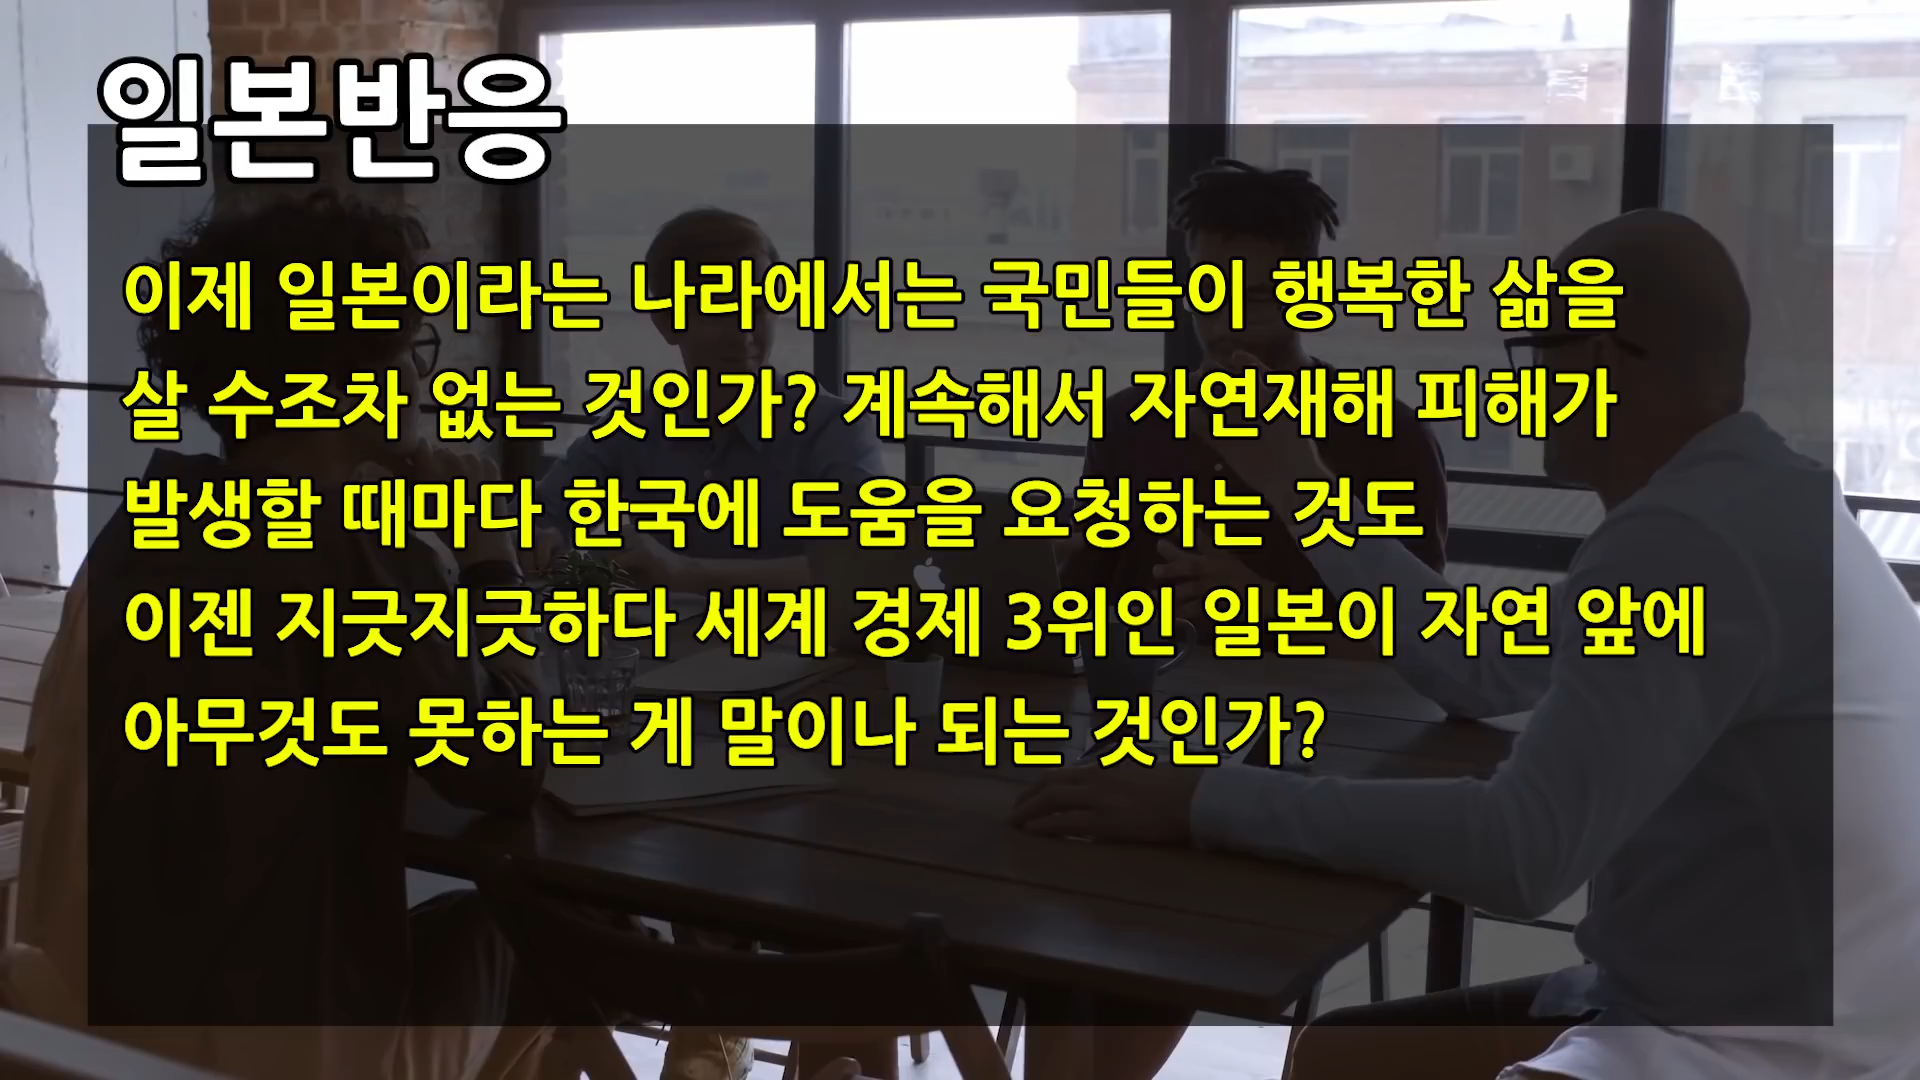 일본반응
이제 일본이라는 나라에서는 국민들이 행복한 삶을
살 수조차 없는 것인가? 계속해서 자연재해 피해가
발생할 때마다 한국에 도움을 요청하는 것도
이젠 지긋지긋하다 세계 경제 3위인 일본이 자연 앞에
아무것도 못하는 게 말이나 되는 것인가?